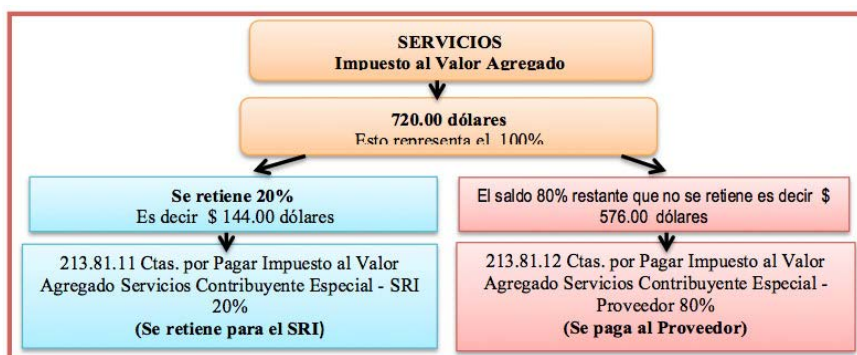 SERVICIOS
Impuesto al Valor Agregado
720.00 dólares
Esto representa el 100%
Se retiene 20%
Es decir $ 144.00 dólares
El saldo 80% restante que no se retiene es decir $
576.00 dólares
213.81.11 Ctas. por Pagar Impuesto al Valor
Agregado Servicios Contribuyente Especial - SRI
20%
(Se retiene para el SRI)
213.81.12 Ctas. por Pagar Impuesto al Valor
Agregado Servicios Contribuyente Especial -
Proveedor 80%
(Se paga al Proveedor)